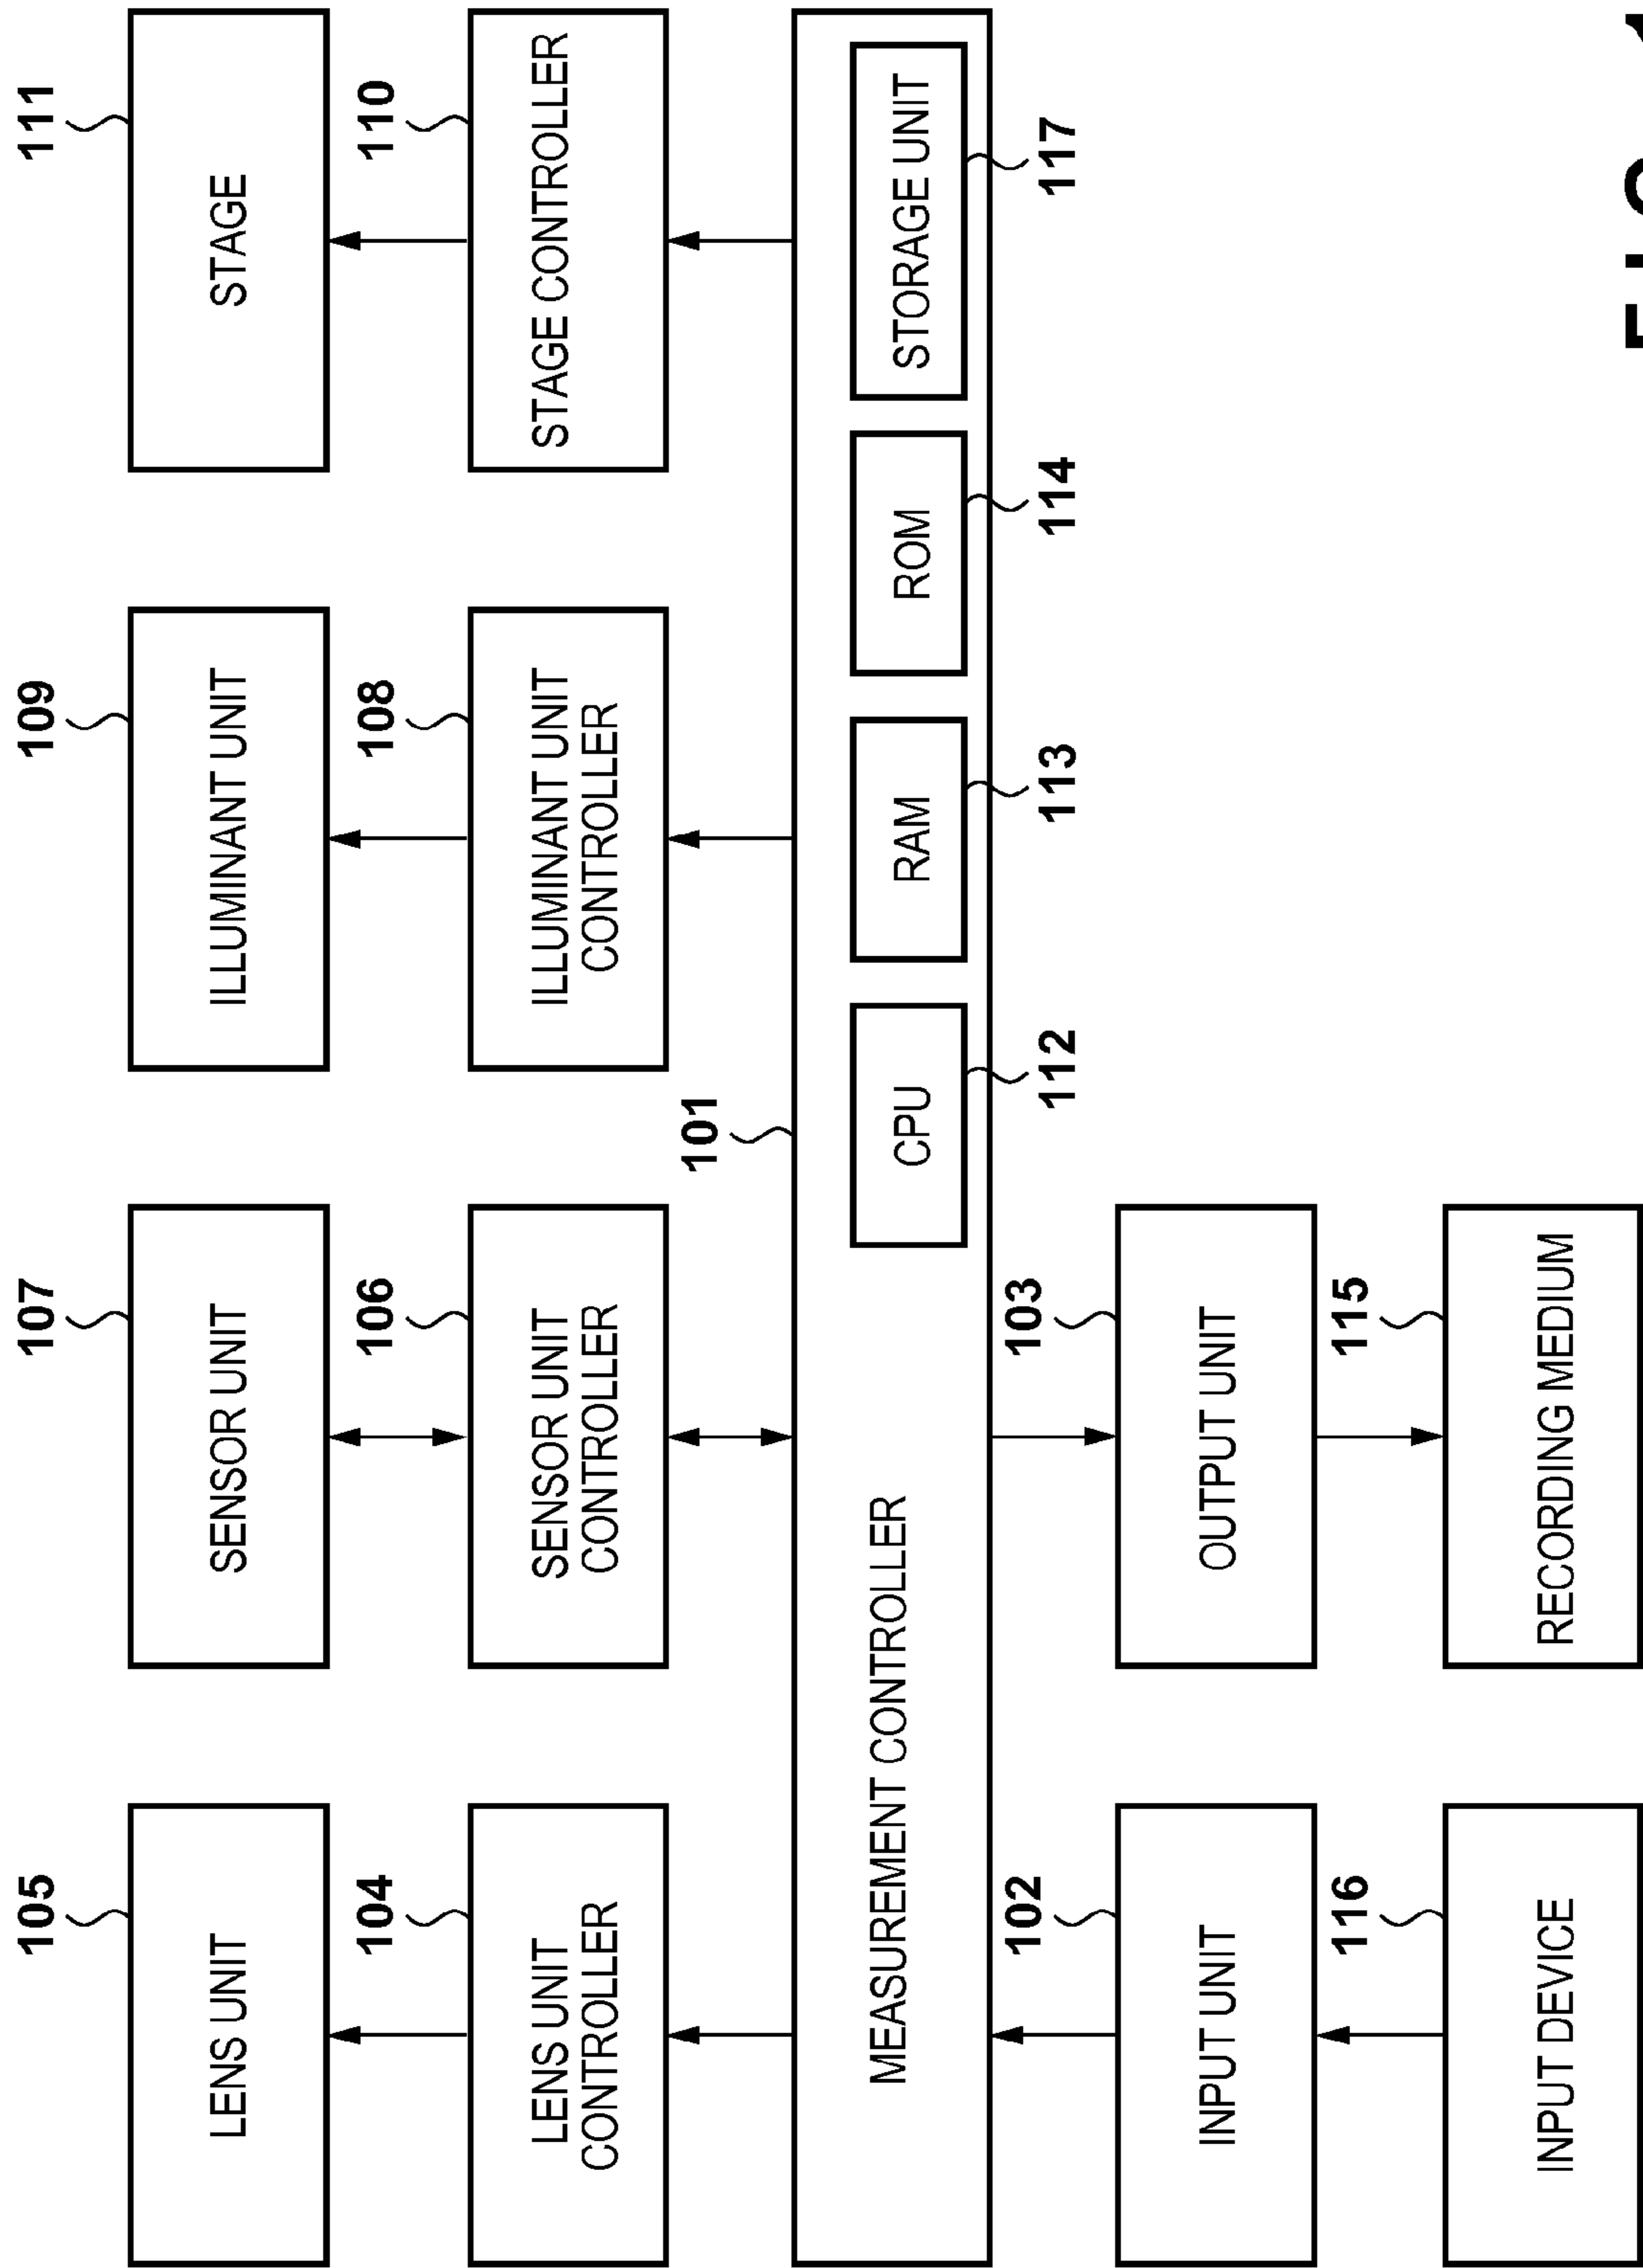 105
107
109
111
LENS UNIT
SENSOR UNIT
ILLUMINANT UNIT
STAGE
104
106
108
110
LENS UNIT
CONTROLLER
SENSOR UNIT
CONTROLLER
ILLUMINANT UNIT
CONTROLLER
STAGE CONTROLLER
101
MEASUREMENT CONTROLLER
CPU
RAM
ROM
STORAGE UNIT
102
103
112
113
114
117
INPUT UNIT
OUTPUT UNIT
116
115
INPUT DEVICE
RECORDING MEDIUM